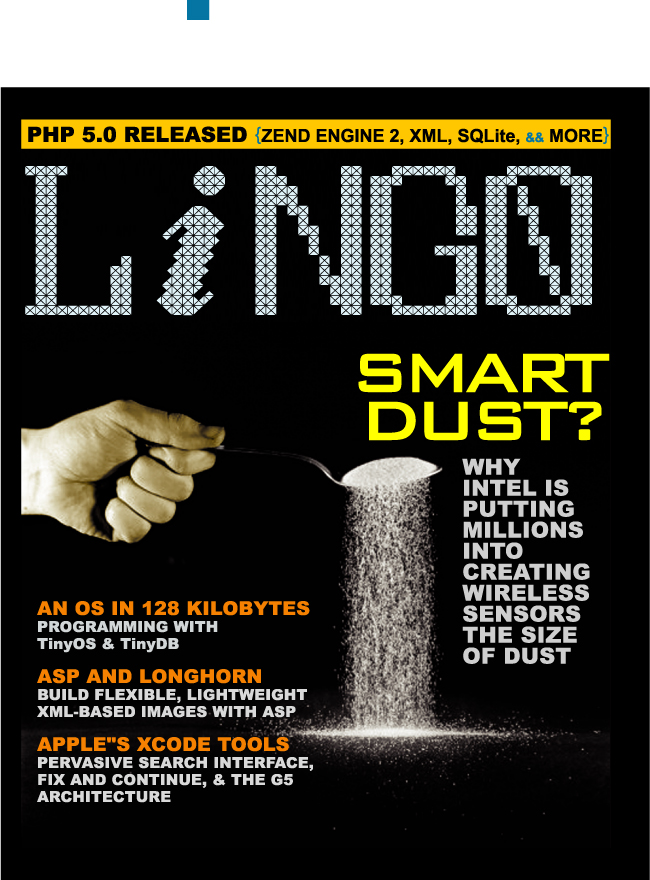 PHP 5.0 RELEASED {ZEND ENGINE 2, XML, SQLite, && MORE}
LiNGO
SMART
DUST?
WHY
INTEL IS
PUTTING
MILLIONS
INTO
CREATING
WIRELESS
SENSORS
THE SIZE
OF DUST
AN OS IN 128 KILOBYTES
PROGRAMMING WITH
TinyOS & TinyDB
ASP AND LONGHORN
BUILD FLEXIBLE, LIGHTWEIGHT
XML-BASED IMAGES WITH ASP
APPLE"S XCODE TOOLS
PERVASIVE SEARCH INTERFACE,
FIX AND CONTINUE, & THE G5
ARCHITECTURE